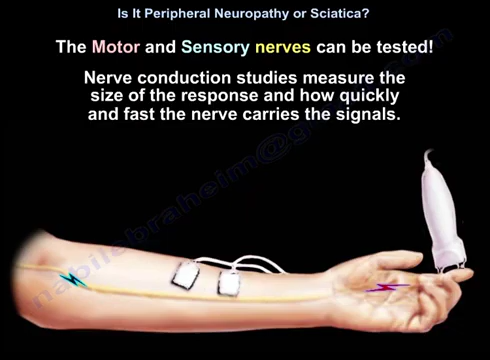 Is It Peripheral Neuropathy or Sciatica?
The Motor and Sensory nerves can be tested!
Nerve conduction studies measure the
size of the response and how quickly
and fast the nerve carries the signals.